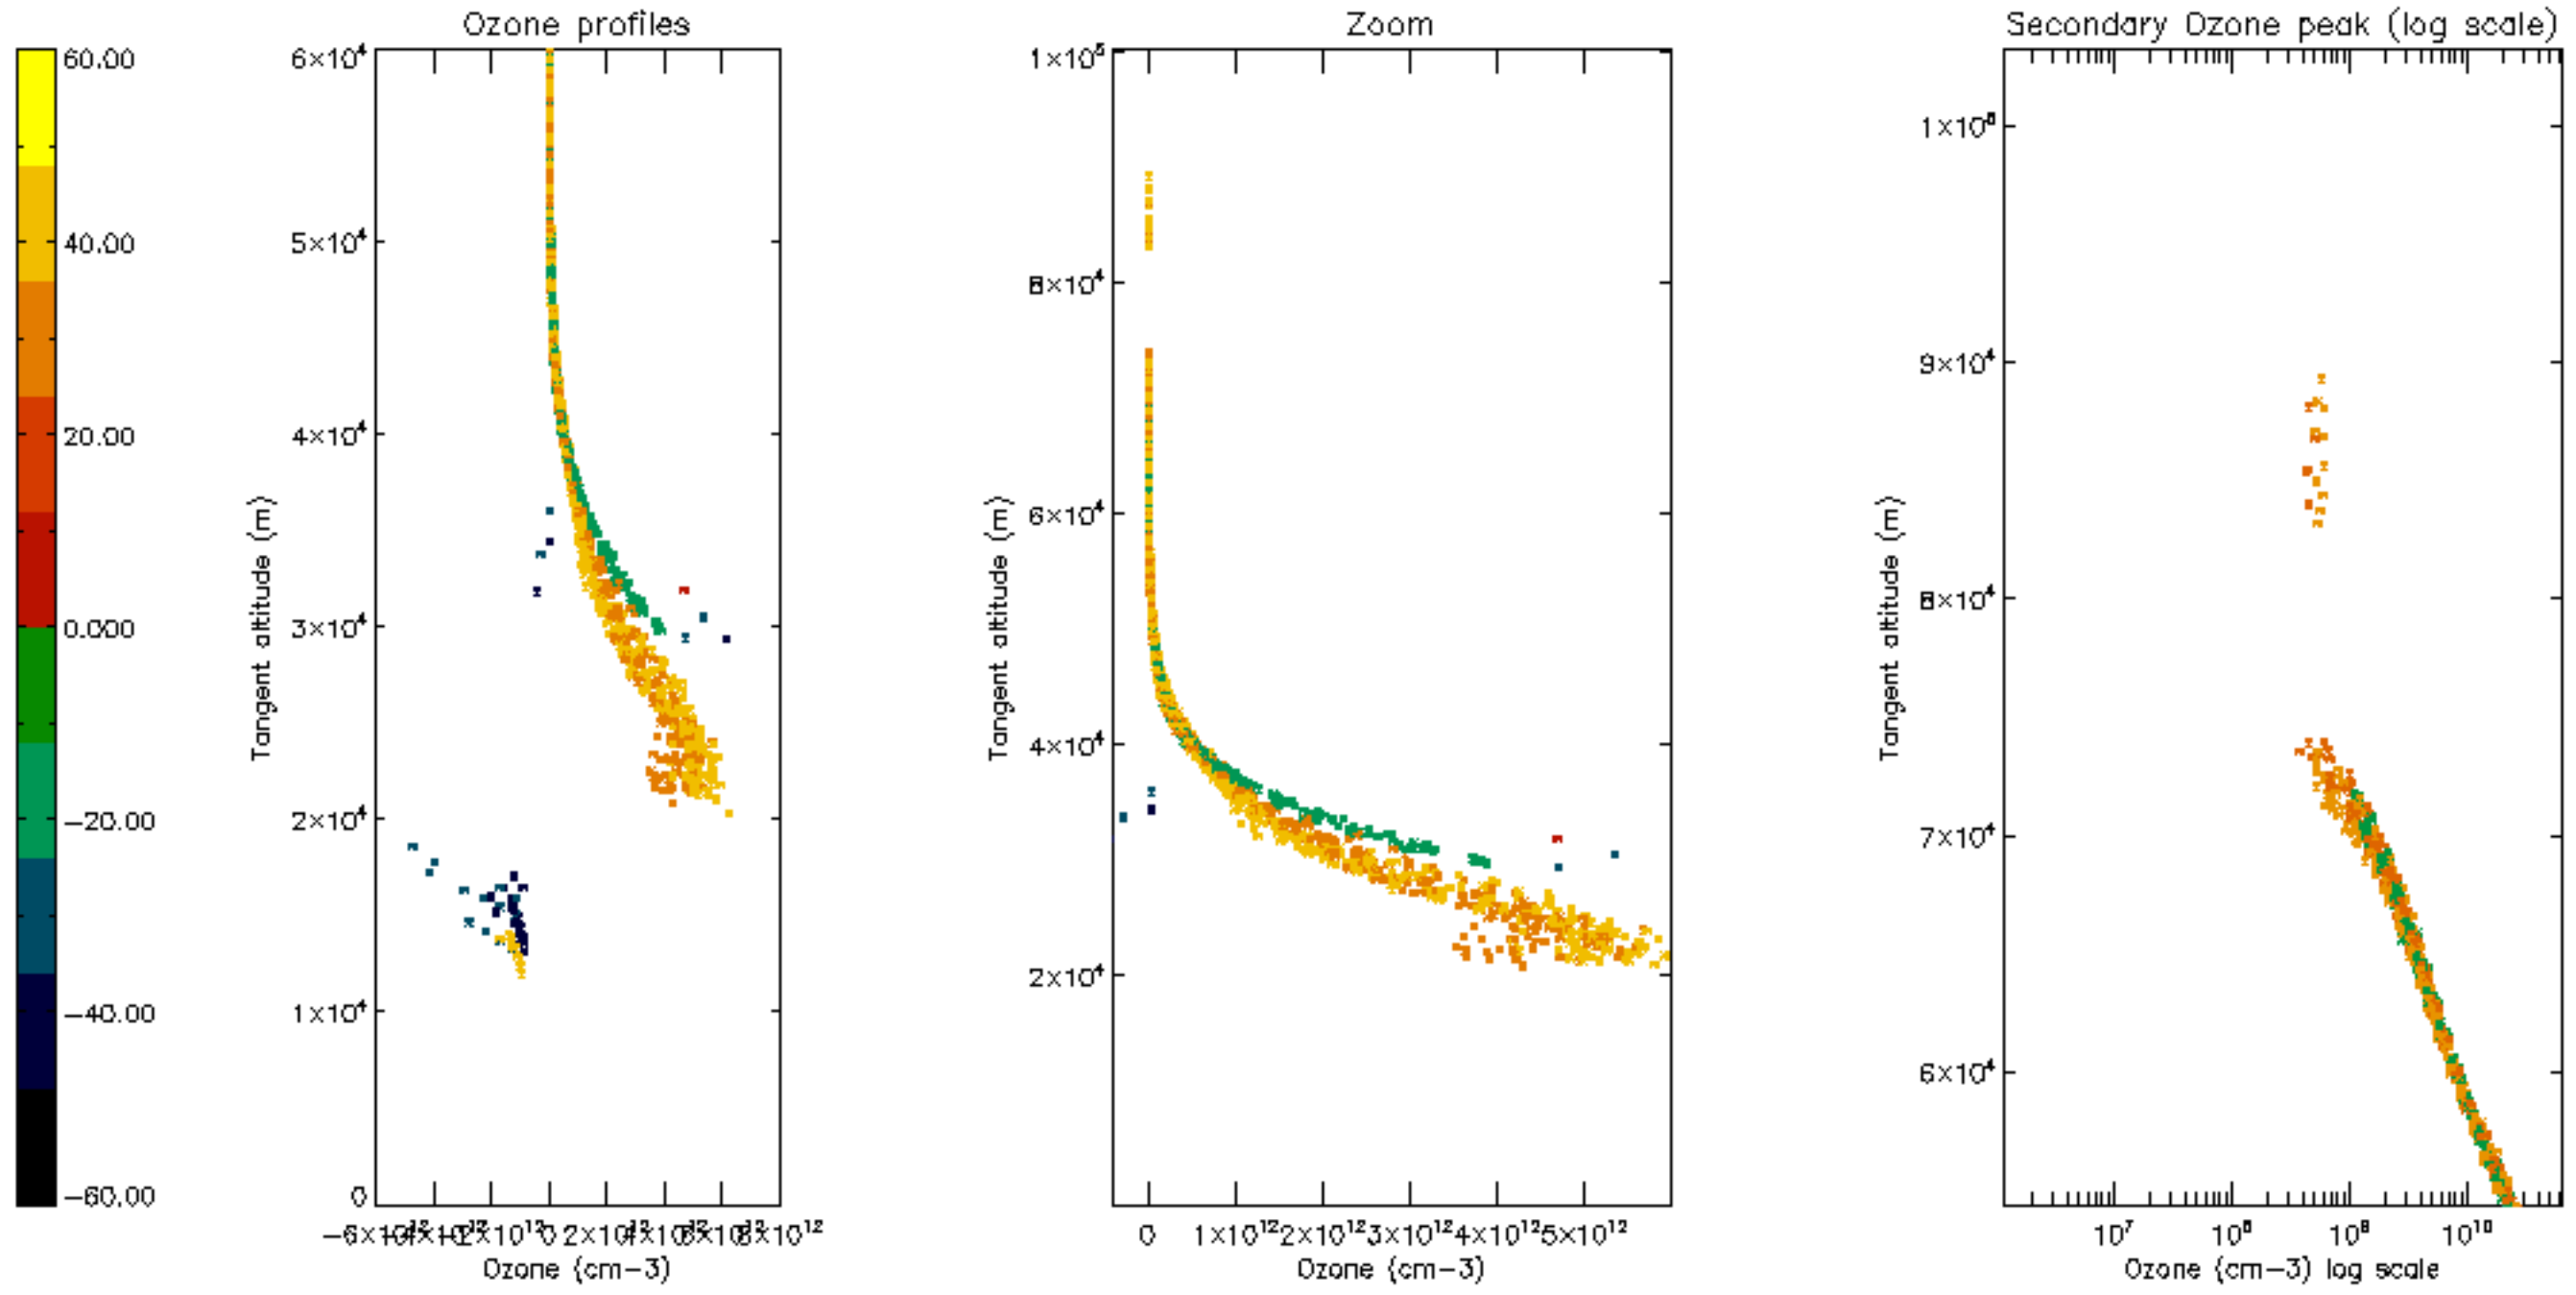 Ozone profiles
Zoom
Secondary Ozone peak (log scale)
60.00
40.00
20.00
0.000
−20.00
−40.00
−60.00
6×10⁴
5×10⁴
4×10⁴
3×10⁴
2×10⁴
1×10⁴
0
Tangent altitude (m)
0 2×10¹²
Ozone (cm−3)
1×10⁵
8×10⁴
6×10⁴
4×10⁴
2×10⁴
Tangent altitude (m)
0 1×10¹² 2×10¹² 3×10¹² 4×10¹² 5×10¹²
Ozone (cm−3)
1×10⁵
9×10⁴
8×10⁴
7×10⁴
6×10⁴
Tangent altitude (m)
10⁷ 10⁸ 10⁹ 10¹⁰
Ozone (cm−3) log scale